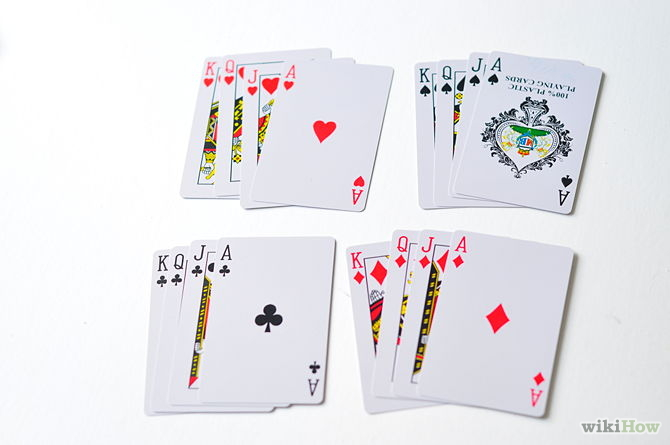 K Q J A
K Q J A
100% PLASTIC
PLAYING CARDS
A
A
K Q J A
K Q J A
A
A
wikiHow